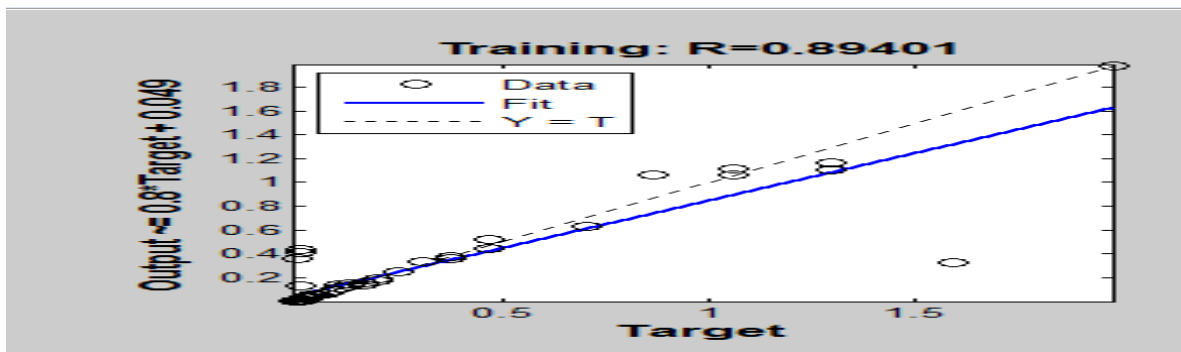 Training: R=0.89401
Output ~= 0.8*Target + 0.049
1.8
1.6
1.4
1.2
1
0.8
0.6
0.4
0.2
Data
Fit
Y = T
0.5
1
1.5
Target